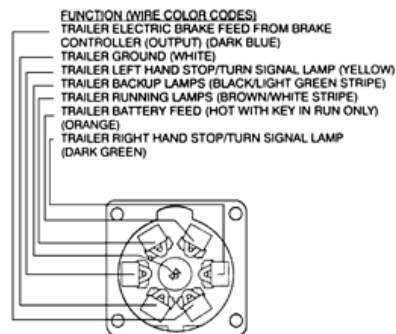 FUNCTION (WIRE COLOR CODES)
TRAILER ELECTRIC BRAKE FEED FROM BRAKE
CONTROLLER (OUTPUT) (DARK BLUE)
TRAILER GROUND (WHITE)
TRAILER LEFT HAND STOP/TURN SIGNAL LAMP (YELLOW)
TRAILER BACKUP LAMPS (BLACK/LIGHT GREEN STRIPE)
TRAILER RUNNING LAMPS (BROWN/WHITE STRIPE)
TRAILER BATTERY FEED (HOT WITH KEY IN RUN ONLY)
(ORANGE)
TRAILER RIGHT HAND STOP/TURN SIGNAL LAMP
(DARK GREEN)